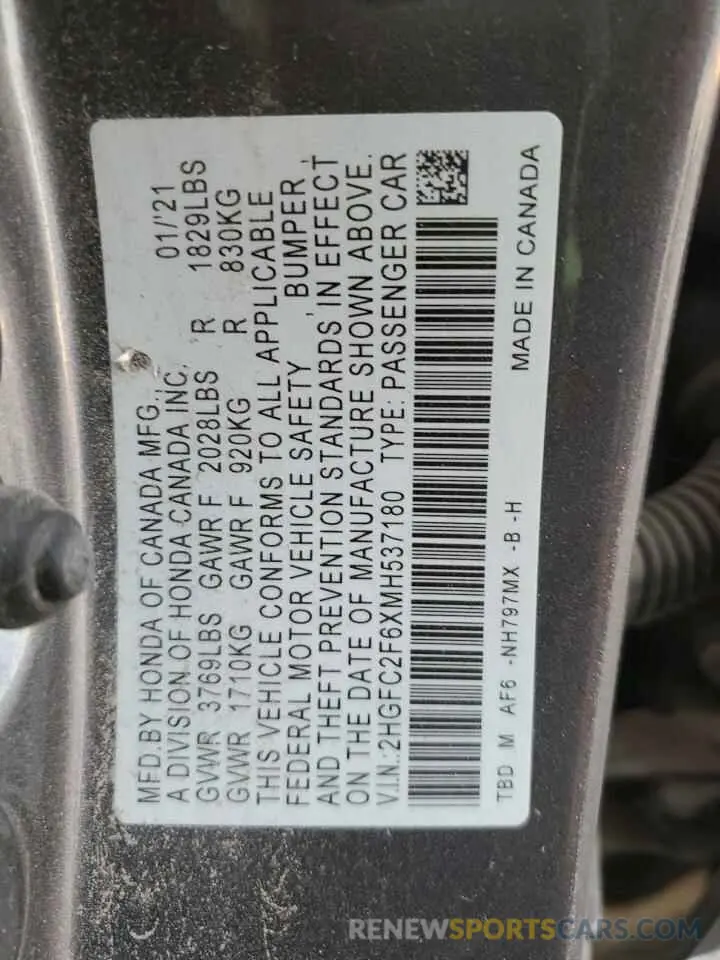 MFD.BY HONDA OF CANADA MFG., 01/'21
A DIVISION OF HONDA CANADA INC.
GVWR 3769LBS GAWR F 2028LBS R 1829LBS
GVWR 1710KG GAWR F 920KG R 830KG
THIS VEHICLE CONFORMS TO ALL APPLICABLE
FEDERAL MOTOR VEHICLE SAFETY , BUMPER ,
AND THEFT PREVENTION STANDARDS IN EFFECT
ON THE DATE OF MANUFACTURE SHOWN ABOVE.
V.I.N.:2HGFC2F6XMH537180 TYPE: PASSENGER CAR
TBD M AF6 -NH797MX -B-H MADE IN CANADA
RENEWSPORTSCARS.COM